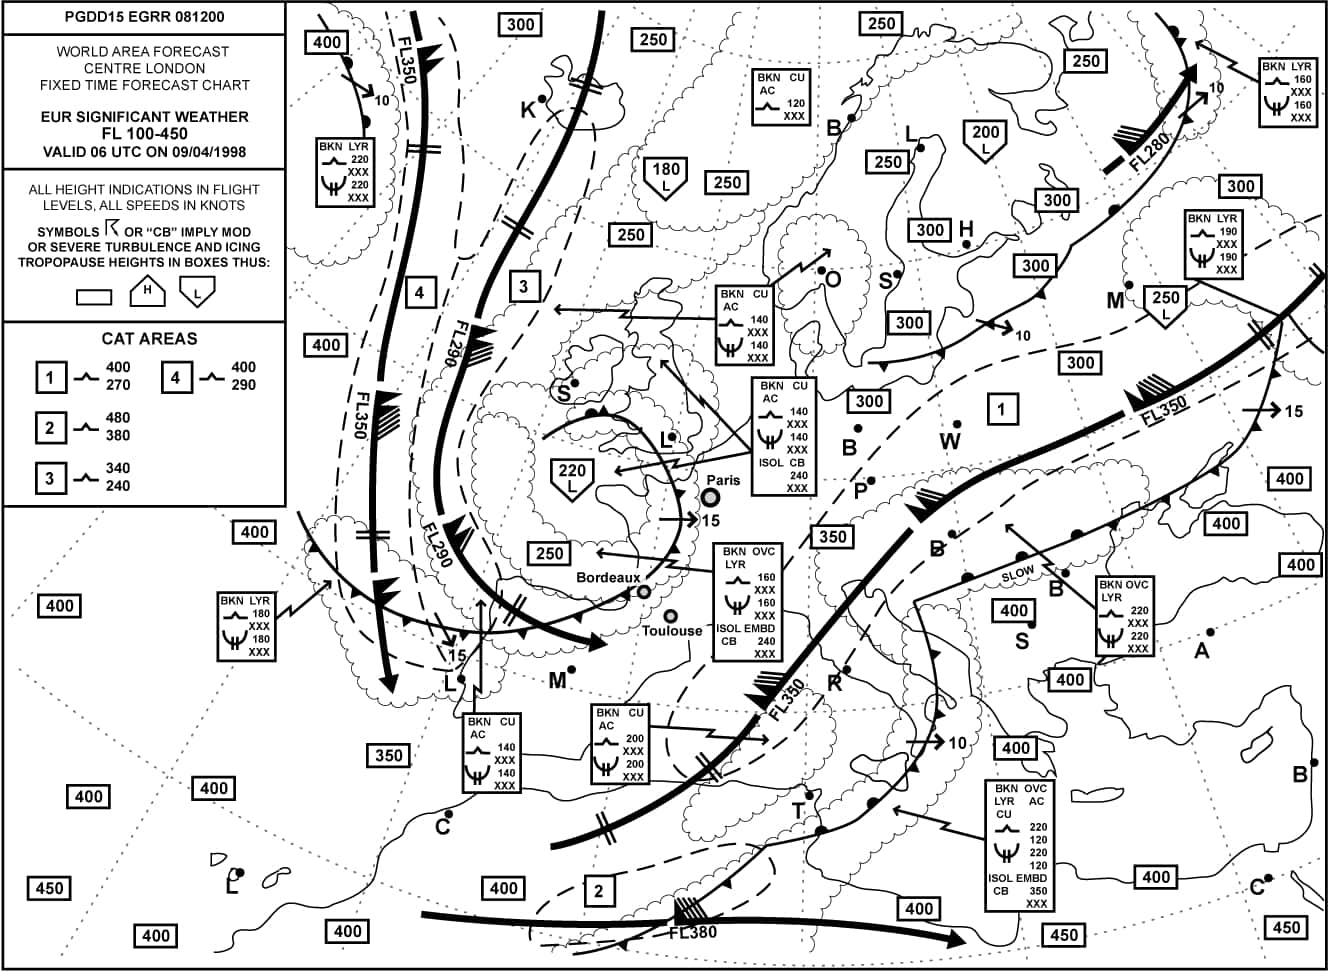 PGDD15 EGRR 081200
WORLD AREA FORECAST
CENTRE LONDON
FIXED TIME FORECAST CHART
EUR SIGNIFICANT WEATHER
FL 100-450
VALID 06 UTC ON 09/04/1998
ALL HEIGHT INDICATIONS IN FLIGHT
LEVELS, ALL SPEEDS IN KNOTS
SYMBOLS OR “CB” IMPLY MOD
OR SEVERE TURBULENCE AND ICING
TROPOPAUSE HEIGHTS IN BOXES THUS:
H
L
CAT AREAS
1 400
270
4 400
290
2 480
380
3 340
240
400
300
250
250
250
FL350
10
K
BKN LYR
220
XXX
220
XXX
BKN CU
AC
120
XXX
B
L
250
200
L
10
FL280
BKN LYR
160
XXX
160
XXX
180
L
250
250
300
300
H
300
BKN LYR
190
XXX
190
XXX
4
3
O
S
300
M
250
L
BKN CU
AC
140
XXX
140
XXX
300
10
400
FL290
300
FL350
S
300
1
FL350
15
BKN CU
AC
140
XXX
140
XXX
ISOL CB
240
XXX
L
B
W
220
L
Paris
15
P
400
400
FL290
250
350
B
400
400
BKN OVC
LYR
160
XXX
160
XXX
ISOL EMBD
CB 240
XXX
Bordeaux
SLOW
B
BKN OVC
LYR
220
XXX
220
XXX
400
BKN LYR
180
XXX
180
XXX
Toulouse
400
S
A
15
L
M
R
400
FL350
BKN CU
AC
140
XXX
140
XXX
BKN CU
AC
200
XXX
200
XXX
10
400
350
400
400
B
C
T
BKN OVC
LYR AC
CU
220
120
220
120
ISOL EMBD
CB 350
XXX
450
L
400
2
400
C
400
400
400
FL380
450
450